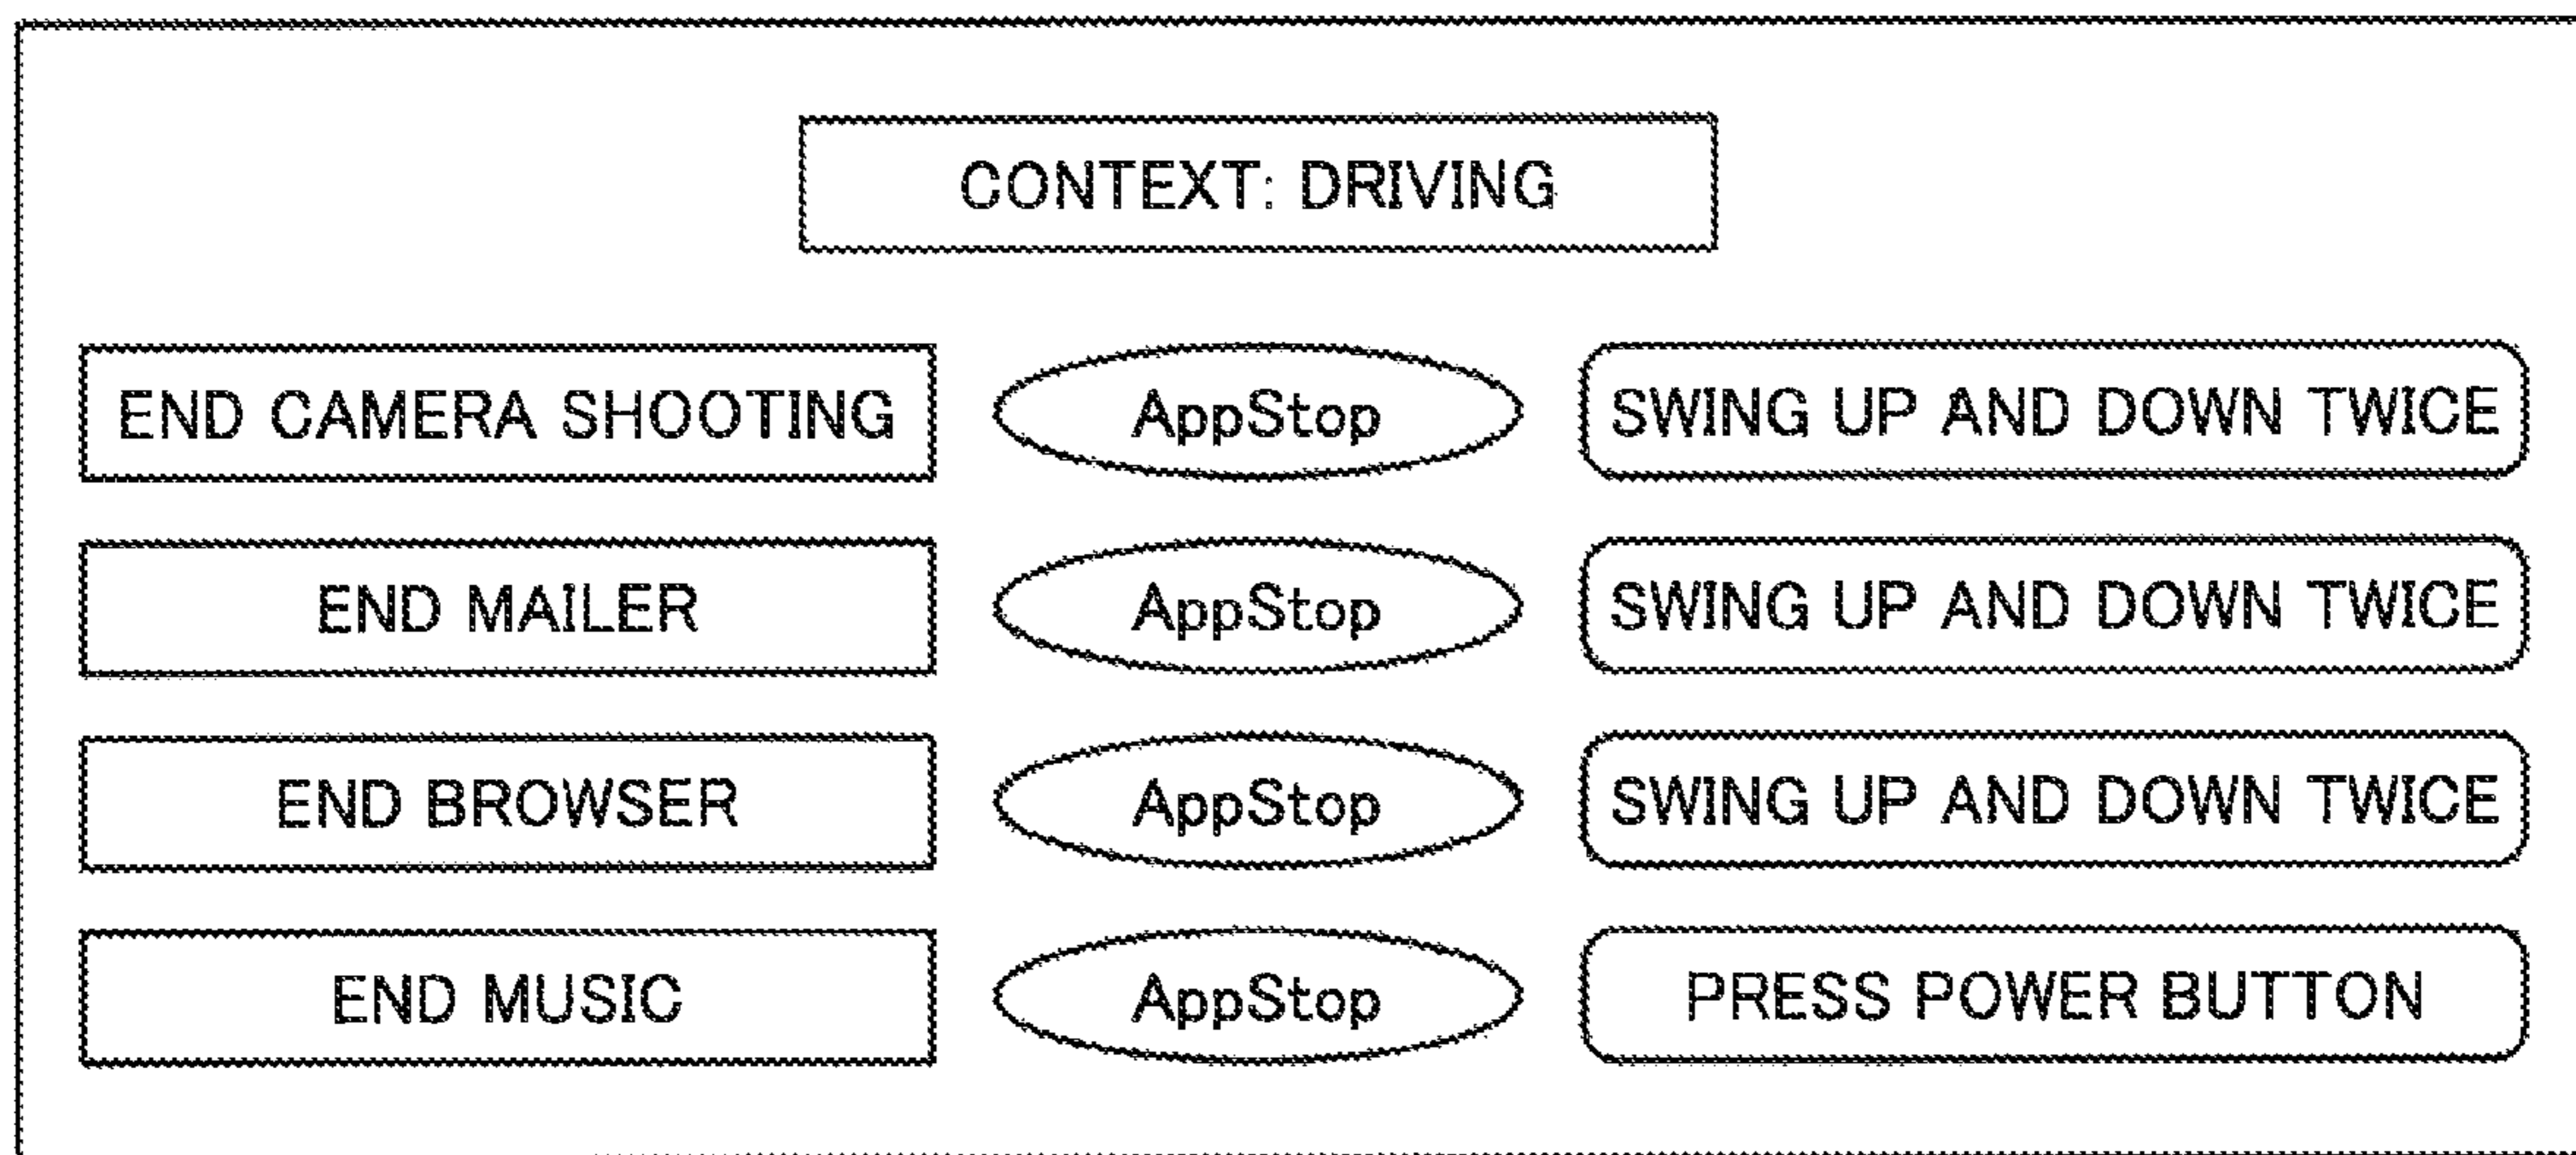 CONTEXT: DRIVING
END CAMERA SHOOTING AppStop SWING UP AND DOWN TWICE
END MAILER AppStop SWING UP AND DOWN TWICE
END BROWSER AppStop SWING UP AND DOWN TWICE
END MUSIC AppStop PRESS POWER BUTTON